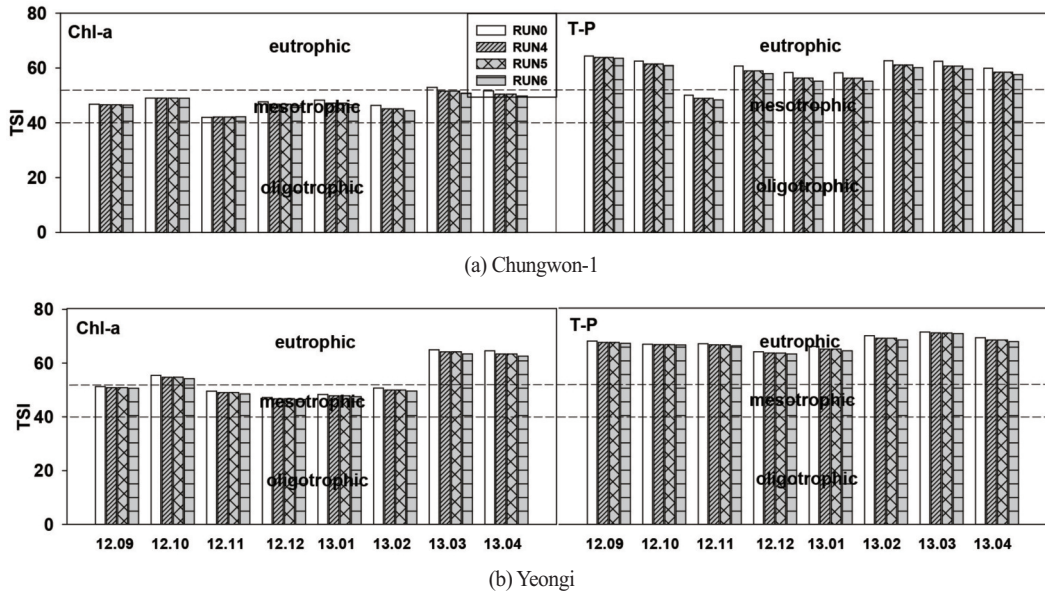 80
60
40
20
0
TSI
Chl-a
eutrophic
mesotrophic
oligotrophic
RUN0
RUN4
RUN5
RUN6
T-P
eutrophic
mesotrophic
oligotrophic
(a) Chungwon-1
80
60
40
20
0
TSI
Chl-a
eutrophic
mesotrophic
oligotrophic
T-P
eutrophic
mesotrophic
oligotrophic
12.09 12.10 12.11 12.12 13.01 13.02 13.03 13.04 12.09 12.10 12.11 12.12 13.01 13.02 13.03 13.04
(b) Yeongi